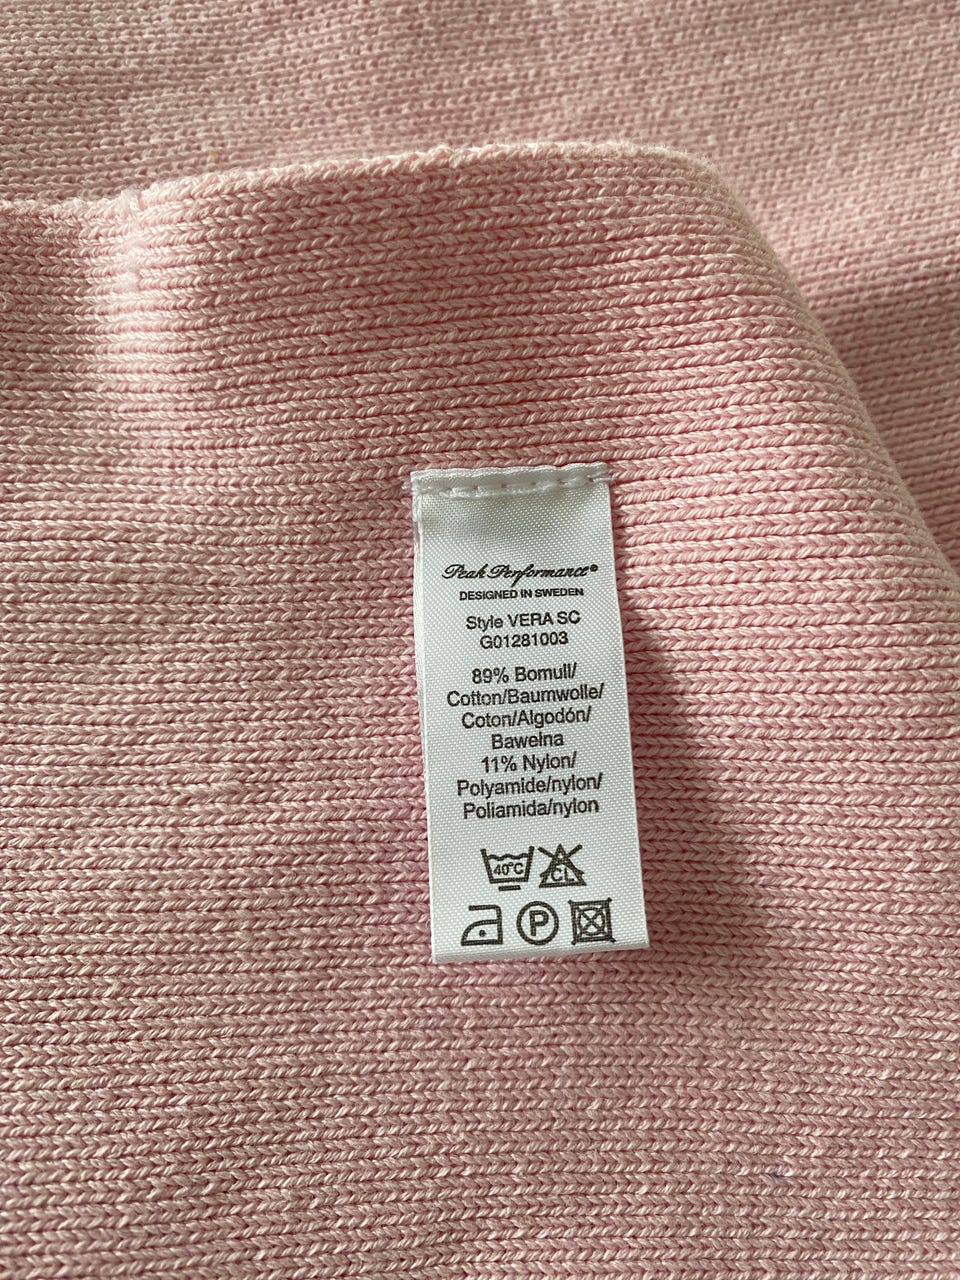 Peak Performance®
DESIGNED IN SWEDEN
Style VERA SC
G01281003
89% Bomull/
Cotton/Baumwolle/
Coton/Algodón/
Bawełna
11% Nylon/
Polyamide/nylon/
Poliamida/nylon
40°C CL
P